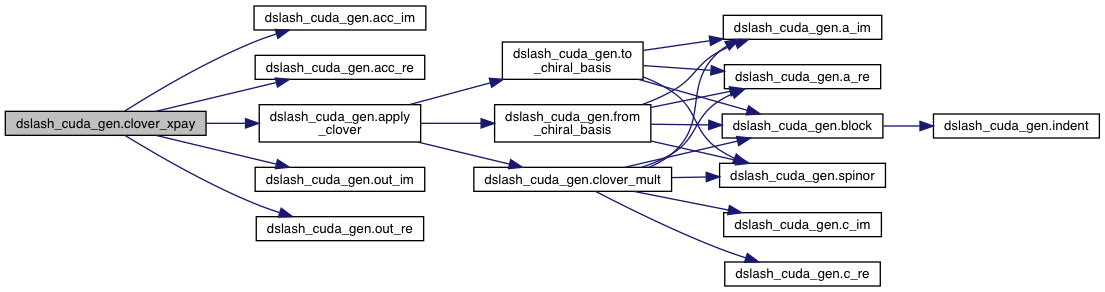 dslash_cuda_gen.clover_xpay
dslash_cuda_gen.acc_im
dslash_cuda_gen.acc_re
dslash_cuda_gen.apply
_clover
dslash_cuda_gen.out_im
dslash_cuda_gen.out_re
dslash_cuda_gen.to
_chiral_basis
dslash_cuda_gen.from
_chiral_basis
dslash_cuda_gen.clover_mult
dslash_cuda_gen.a_im
dslash_cuda_gen.a_re
dslash_cuda_gen.block
dslash_cuda_gen.spinor
dslash_cuda_gen.c_im
dslash_cuda_gen.c_re
dslash_cuda_gen.indent